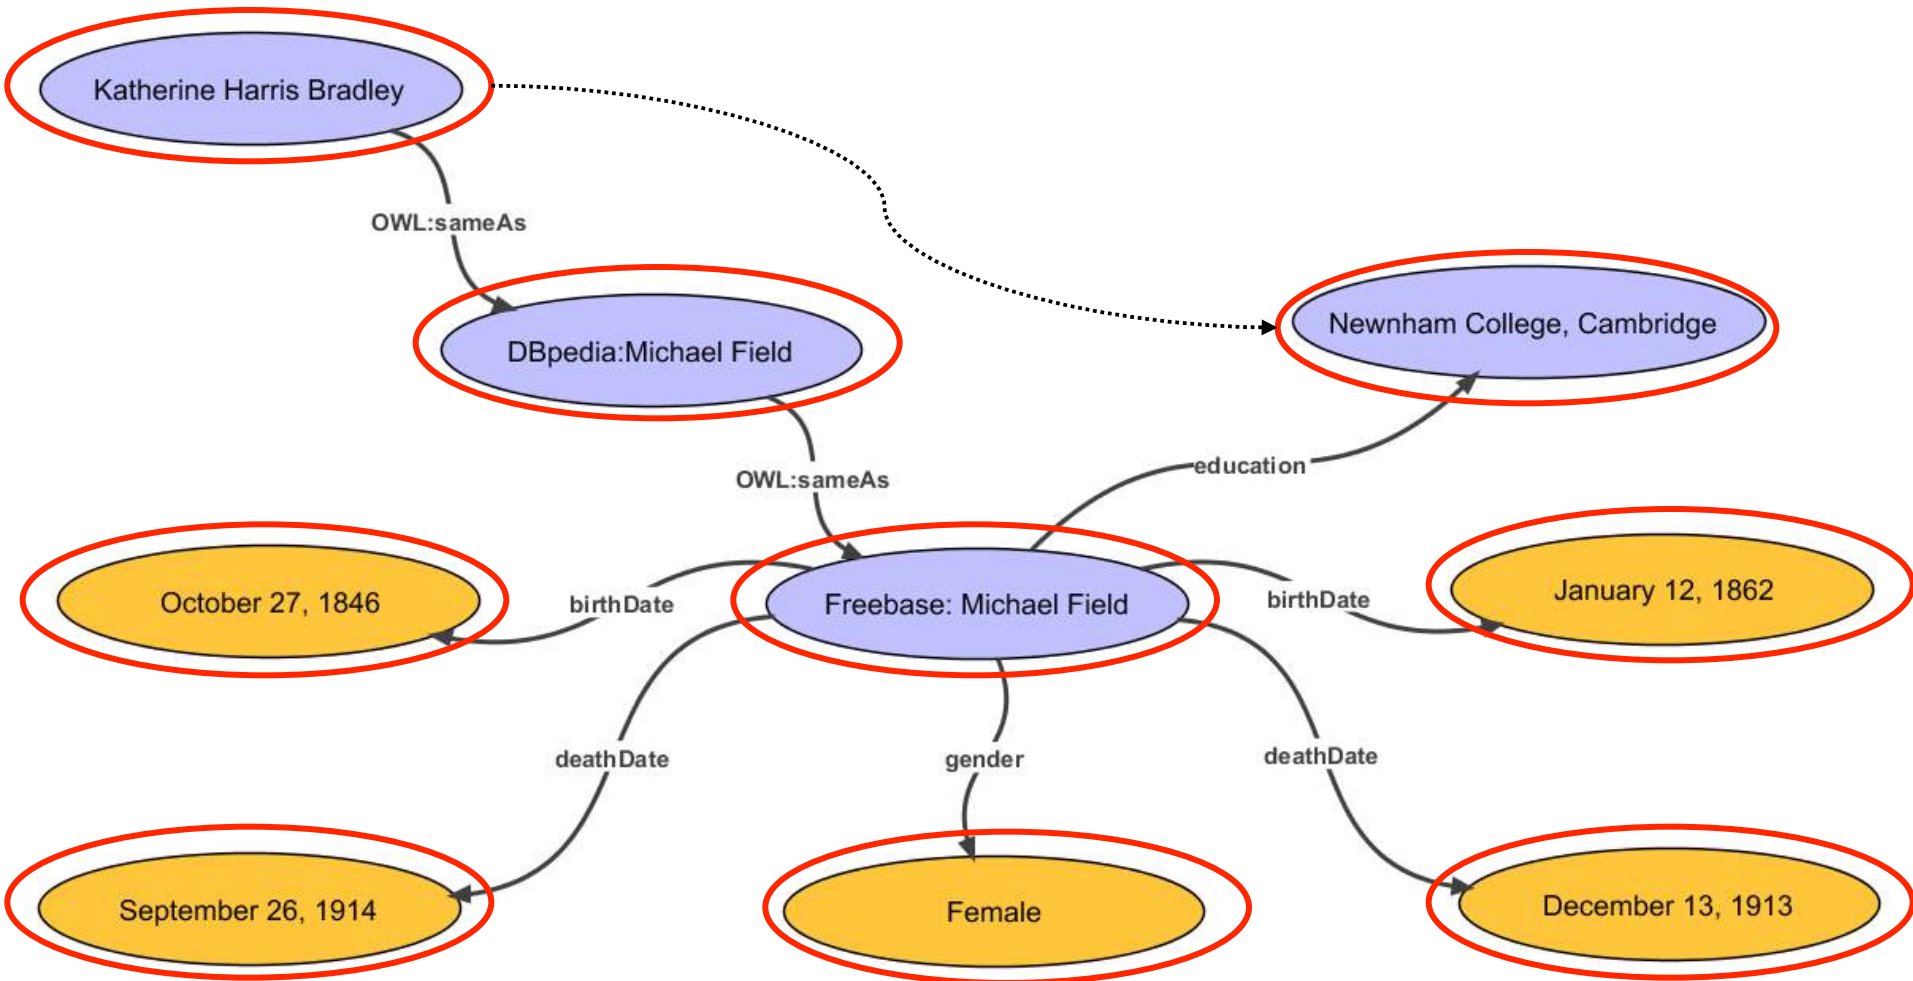 Katherine Harris Bradley
OWL:sameAs
Newnham College, Cambridge
DBpedia:Michael Field
education
OWL:sameAs
October 27, 1846
birthDate
Freebase: Michael Field
birthDate
January 12, 1862
deathDate
gender
deathDate
September 26, 1914
Female
December 13, 1913